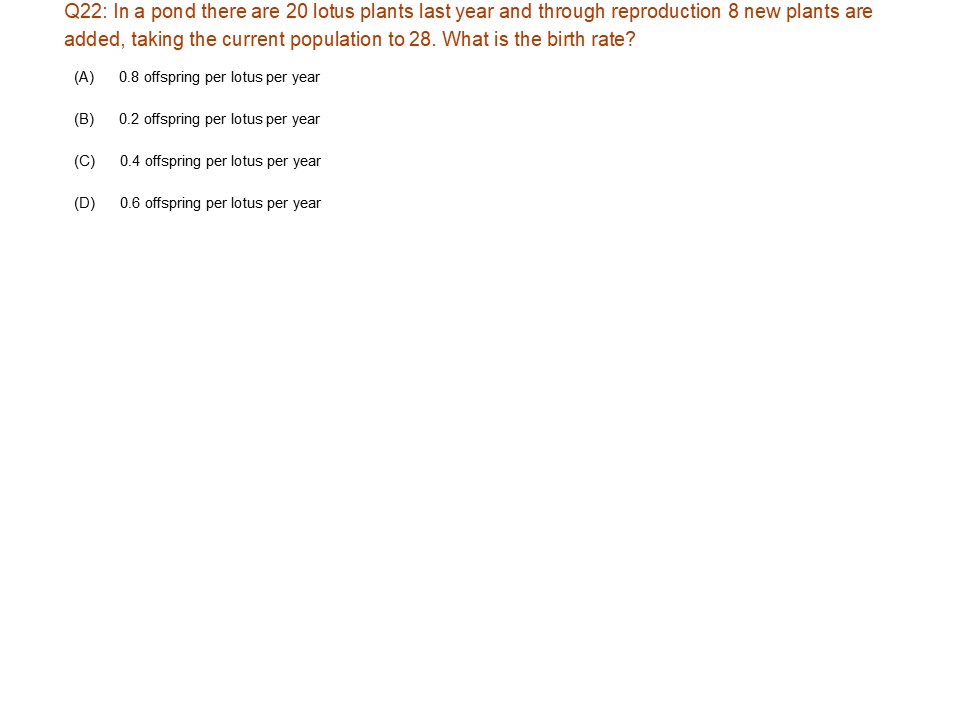 Q22: In a pond there are 20 lotus plants last year and through reproduction 8 new plants are
added, taking the current population to 28. What is the birth rate?
(A) 0.8 offspring per lotus per year
(B) 0.2 offspring per lotus per year
(C) 0.4 offspring per lotus per year
(D) 0.6 offspring per lotus per year